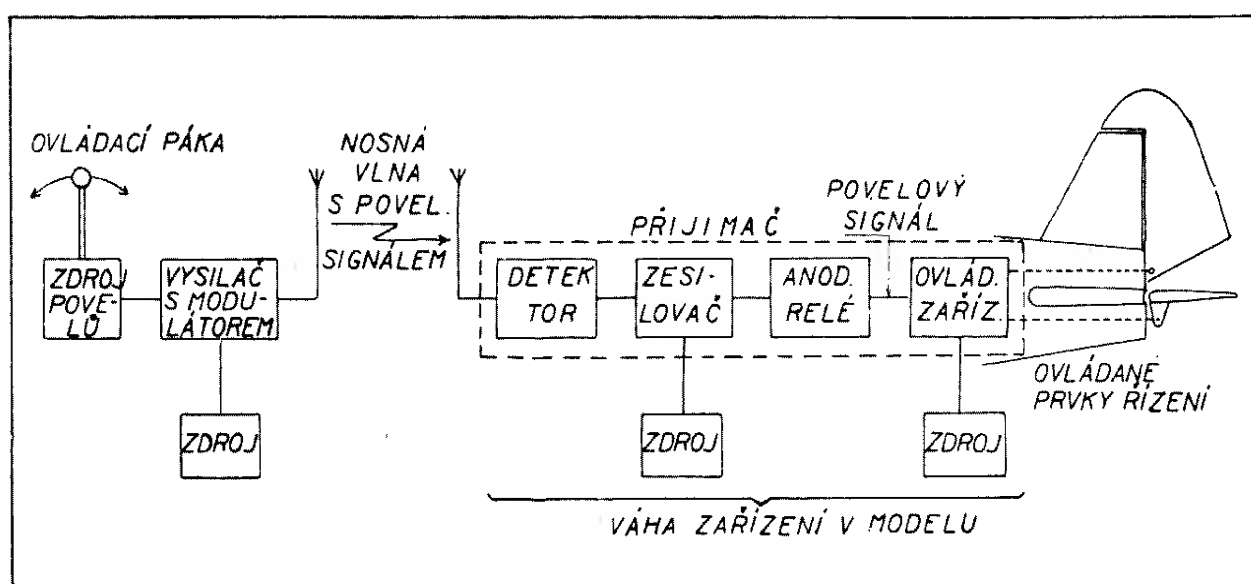 OVLÁDACÍ PÁKA
ZDROJ
POVE-
LŮ
VYSILAČ
S MODU-
LÁTOREM
ZDROJ
NOSNÁ
VLNA
S POVEL.
SIGNÁLEM
PŘIJIMAČ
DETEK
TOR
ZESI-
LOVAČ
ZDROJ
ANOD.
RELÉ
POVELOVÝ
SIGNÁL
OVLÁD.
ZAŘÍZ.
ZDROJ
OVLÁDANÉ
PRVKY ŘÍZENÍ
VÁHA ZAŘÍZENÍ V MODELU